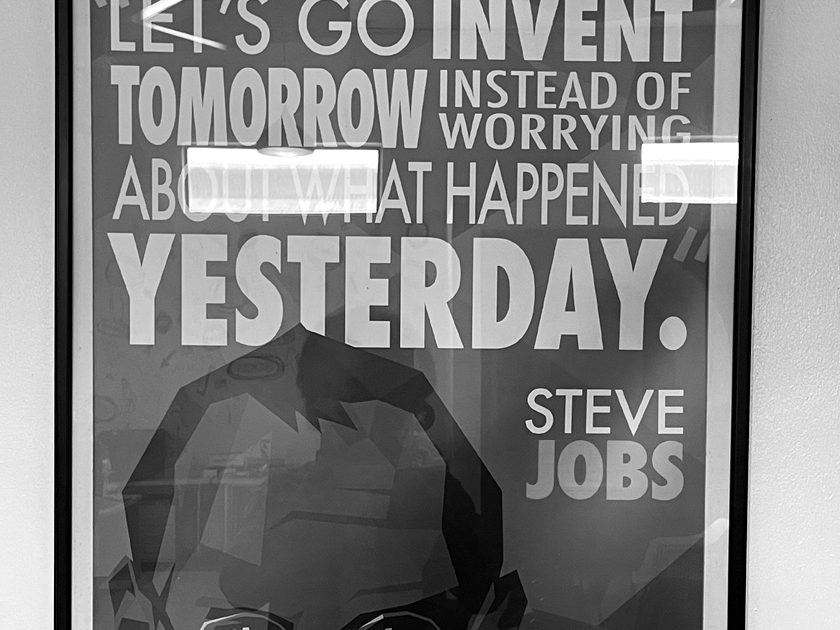 “LET'S GO INVENT
TOMORROW INSTEAD OF
WORRYING
ABOUT WHAT HAPPENED
YESTERDAY.”
STEVE
JOBS